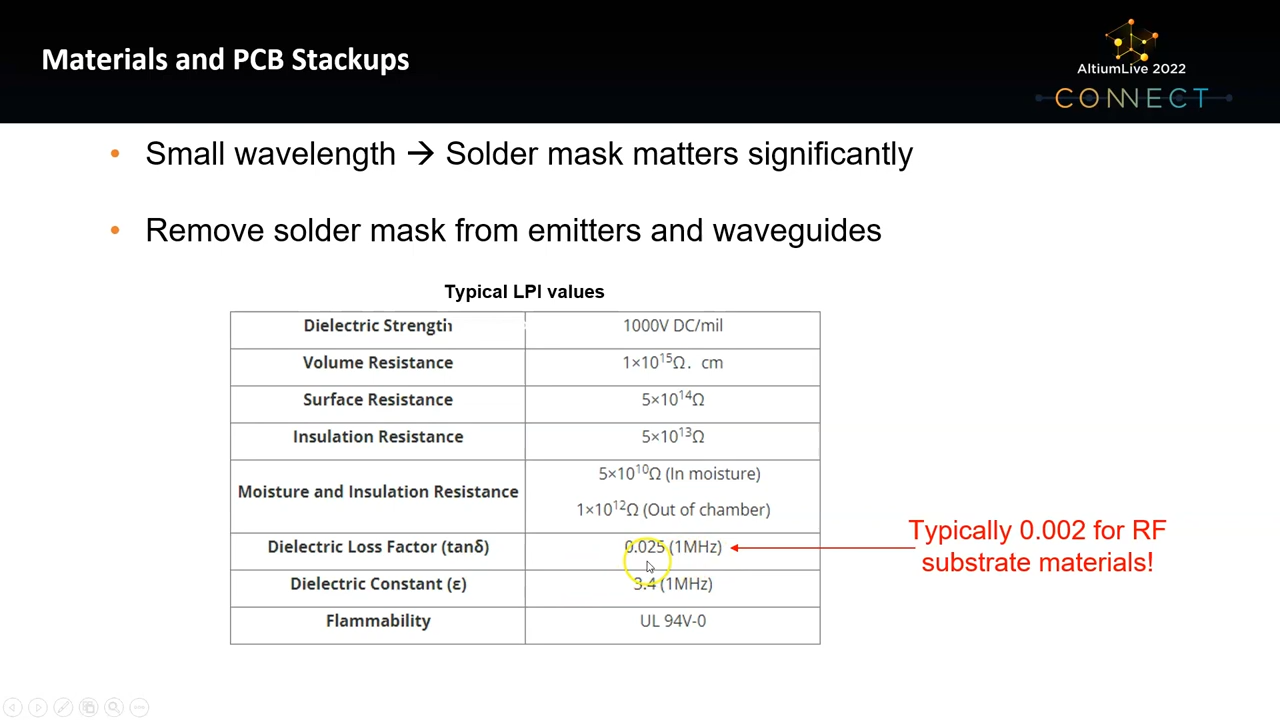 Materials and PCB Stackups
AltiumLive 2022
CONNECT
• Small wavelength → Solder mask matters significantly
• Remove solder mask from emitters and waveguides
Typical LPI values
Dielectric Strength 1000V DC/mil
Volume Resistance 1×10¹⁵Ω. cm
Surface Resistance 5×10¹⁴Ω
Insulation Resistance 5×10¹³Ω
Moisture and Insulation Resistance 5×10¹⁰Ω (In moisture)
1×10¹²Ω (Out of chamber)
Dielectric Loss Factor (tanδ) 0.025 (1MHz)
Typically 0.002 for RF
substrate materials!
Dielectric Constant (ε) 3.4 (1MHz)
Flammability UL 94V-0